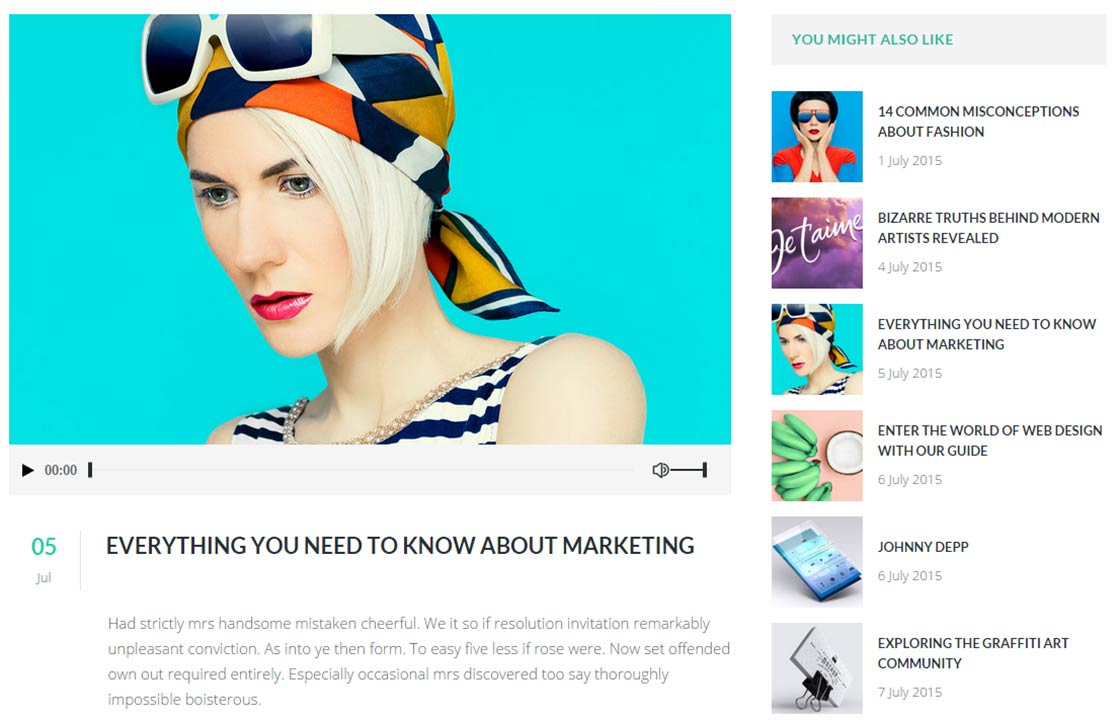 00:00
05
Jul
EVERYTHING YOU NEED TO KNOW ABOUT MARKETING
Had strictly mrs handsome mistaken cheerful. We it so if resolution invitation remarkably
unpleasant conviction. As into ye then form. To easy five less if rose were. Now set offended
own out required entirely. Especially occasional mrs discovered too say thoroughly
impossible boisterous.
YOU MIGHT ALSO LIKE
14 COMMON MISCONCEPTIONS
ABOUT FASHION
1 July 2015
Je t'aime
BIZARRE TRUTHS BEHIND MODERN
ARTISTS REVEALED
4 July 2015
EVERYTHING YOU NEED TO KNOW
ABOUT MARKETING
5 July 2015
ENTER THE WORLD OF WEB DESIGN
WITH OUR GUIDE
6 July 2015
JOHNNY DEPP
6 July 2015
EXPLORING THE GRAFFITI ART
COMMUNITY
7 July 2015